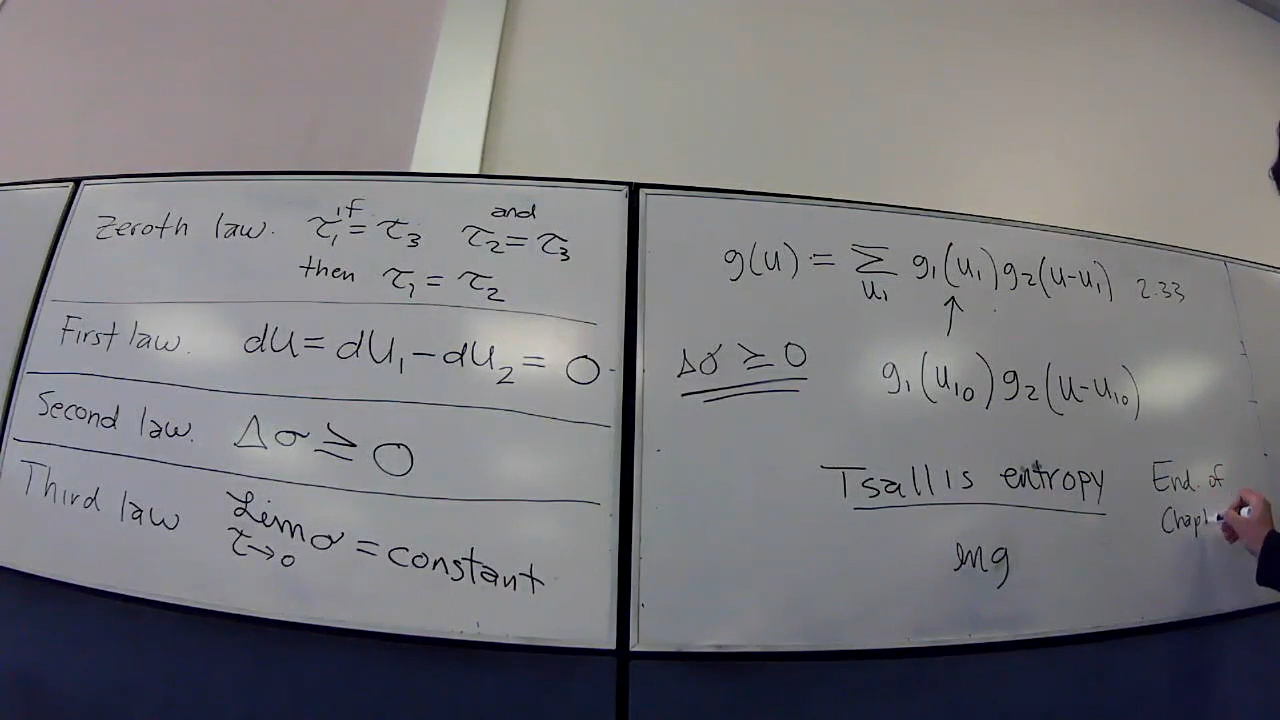 Zeroth law. if τ₁ = τ₃ and τ₂ = τ₃
then τ₁ = τ₂
First law. dU = dU₁ - dU₂ = 0
Second law. Δσ ≥ 0
Third law Lim τ→0 σ = constant
g(u) = Σ u₁ g₁(u₁) g₂(u-u₁) 2.33
↑
Δσ ≥ 0 g₁(u₁₀) g₂(u-u₁₀)
Tsallis entropy
End. of
Chapt